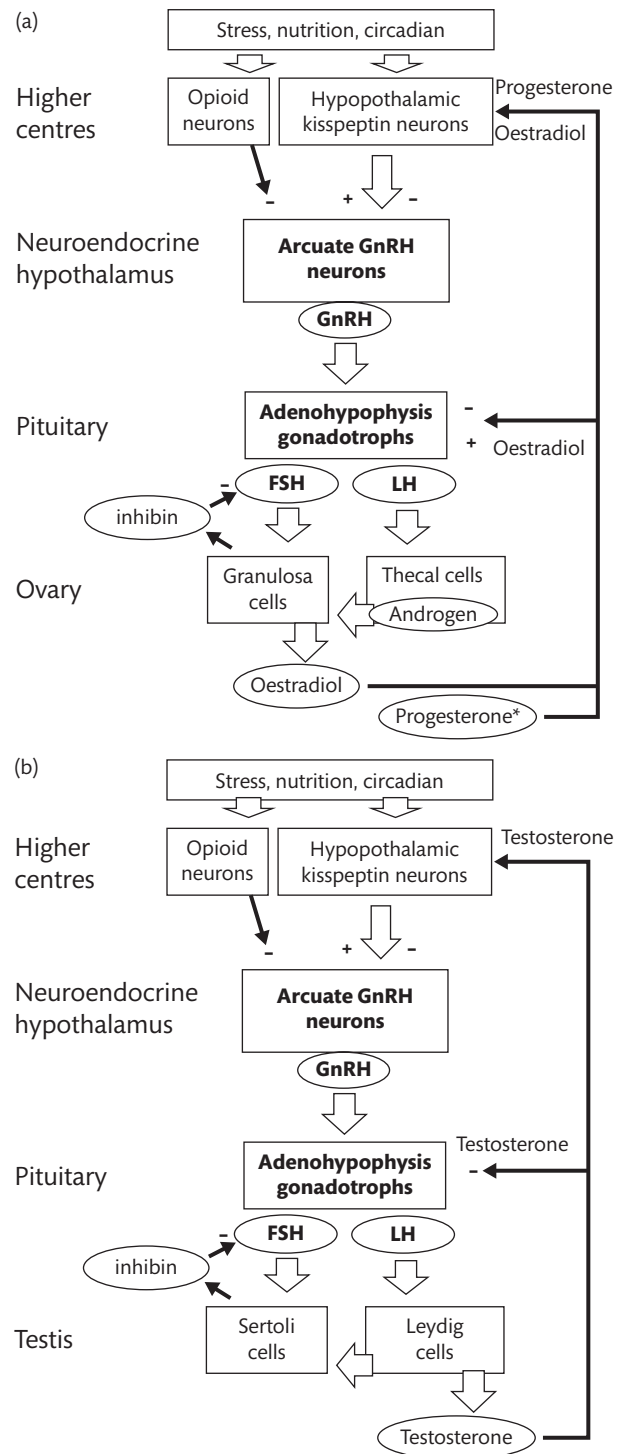 (a)
Stress, nutrition, circadian
Higher
centres
Opioid
neurons
Hypopothalamic
kisspeptin neurons
Progesterone
Oestradiol
-
+
-
Neuroendocrine
hypothalamus
Arcuate GnRH
neurons
GnRH
Pituitary
Adenohypophysis
gonadotrophs
-
+
Oestradiol
-
FSH
LH
inhibin
Ovary
Granulosa
cells
Thecal cells
Androgen
Oestradiol
Progesterone*
(b)
Stress, nutrition, circadian
Higher
centres
Opioid
neurons
Hypopothalamic
kisspeptin neurons
Testosterone
-
+
-
Neuroendocrine
hypothalamus
Arcuate GnRH
neurons
GnRH
Pituitary
Adenohypophysis
gonadotrophs
Testosterone
-
-
FSH
LH
inhibin
Testis
Sertoli
cells
Leydig
cells
Testosterone